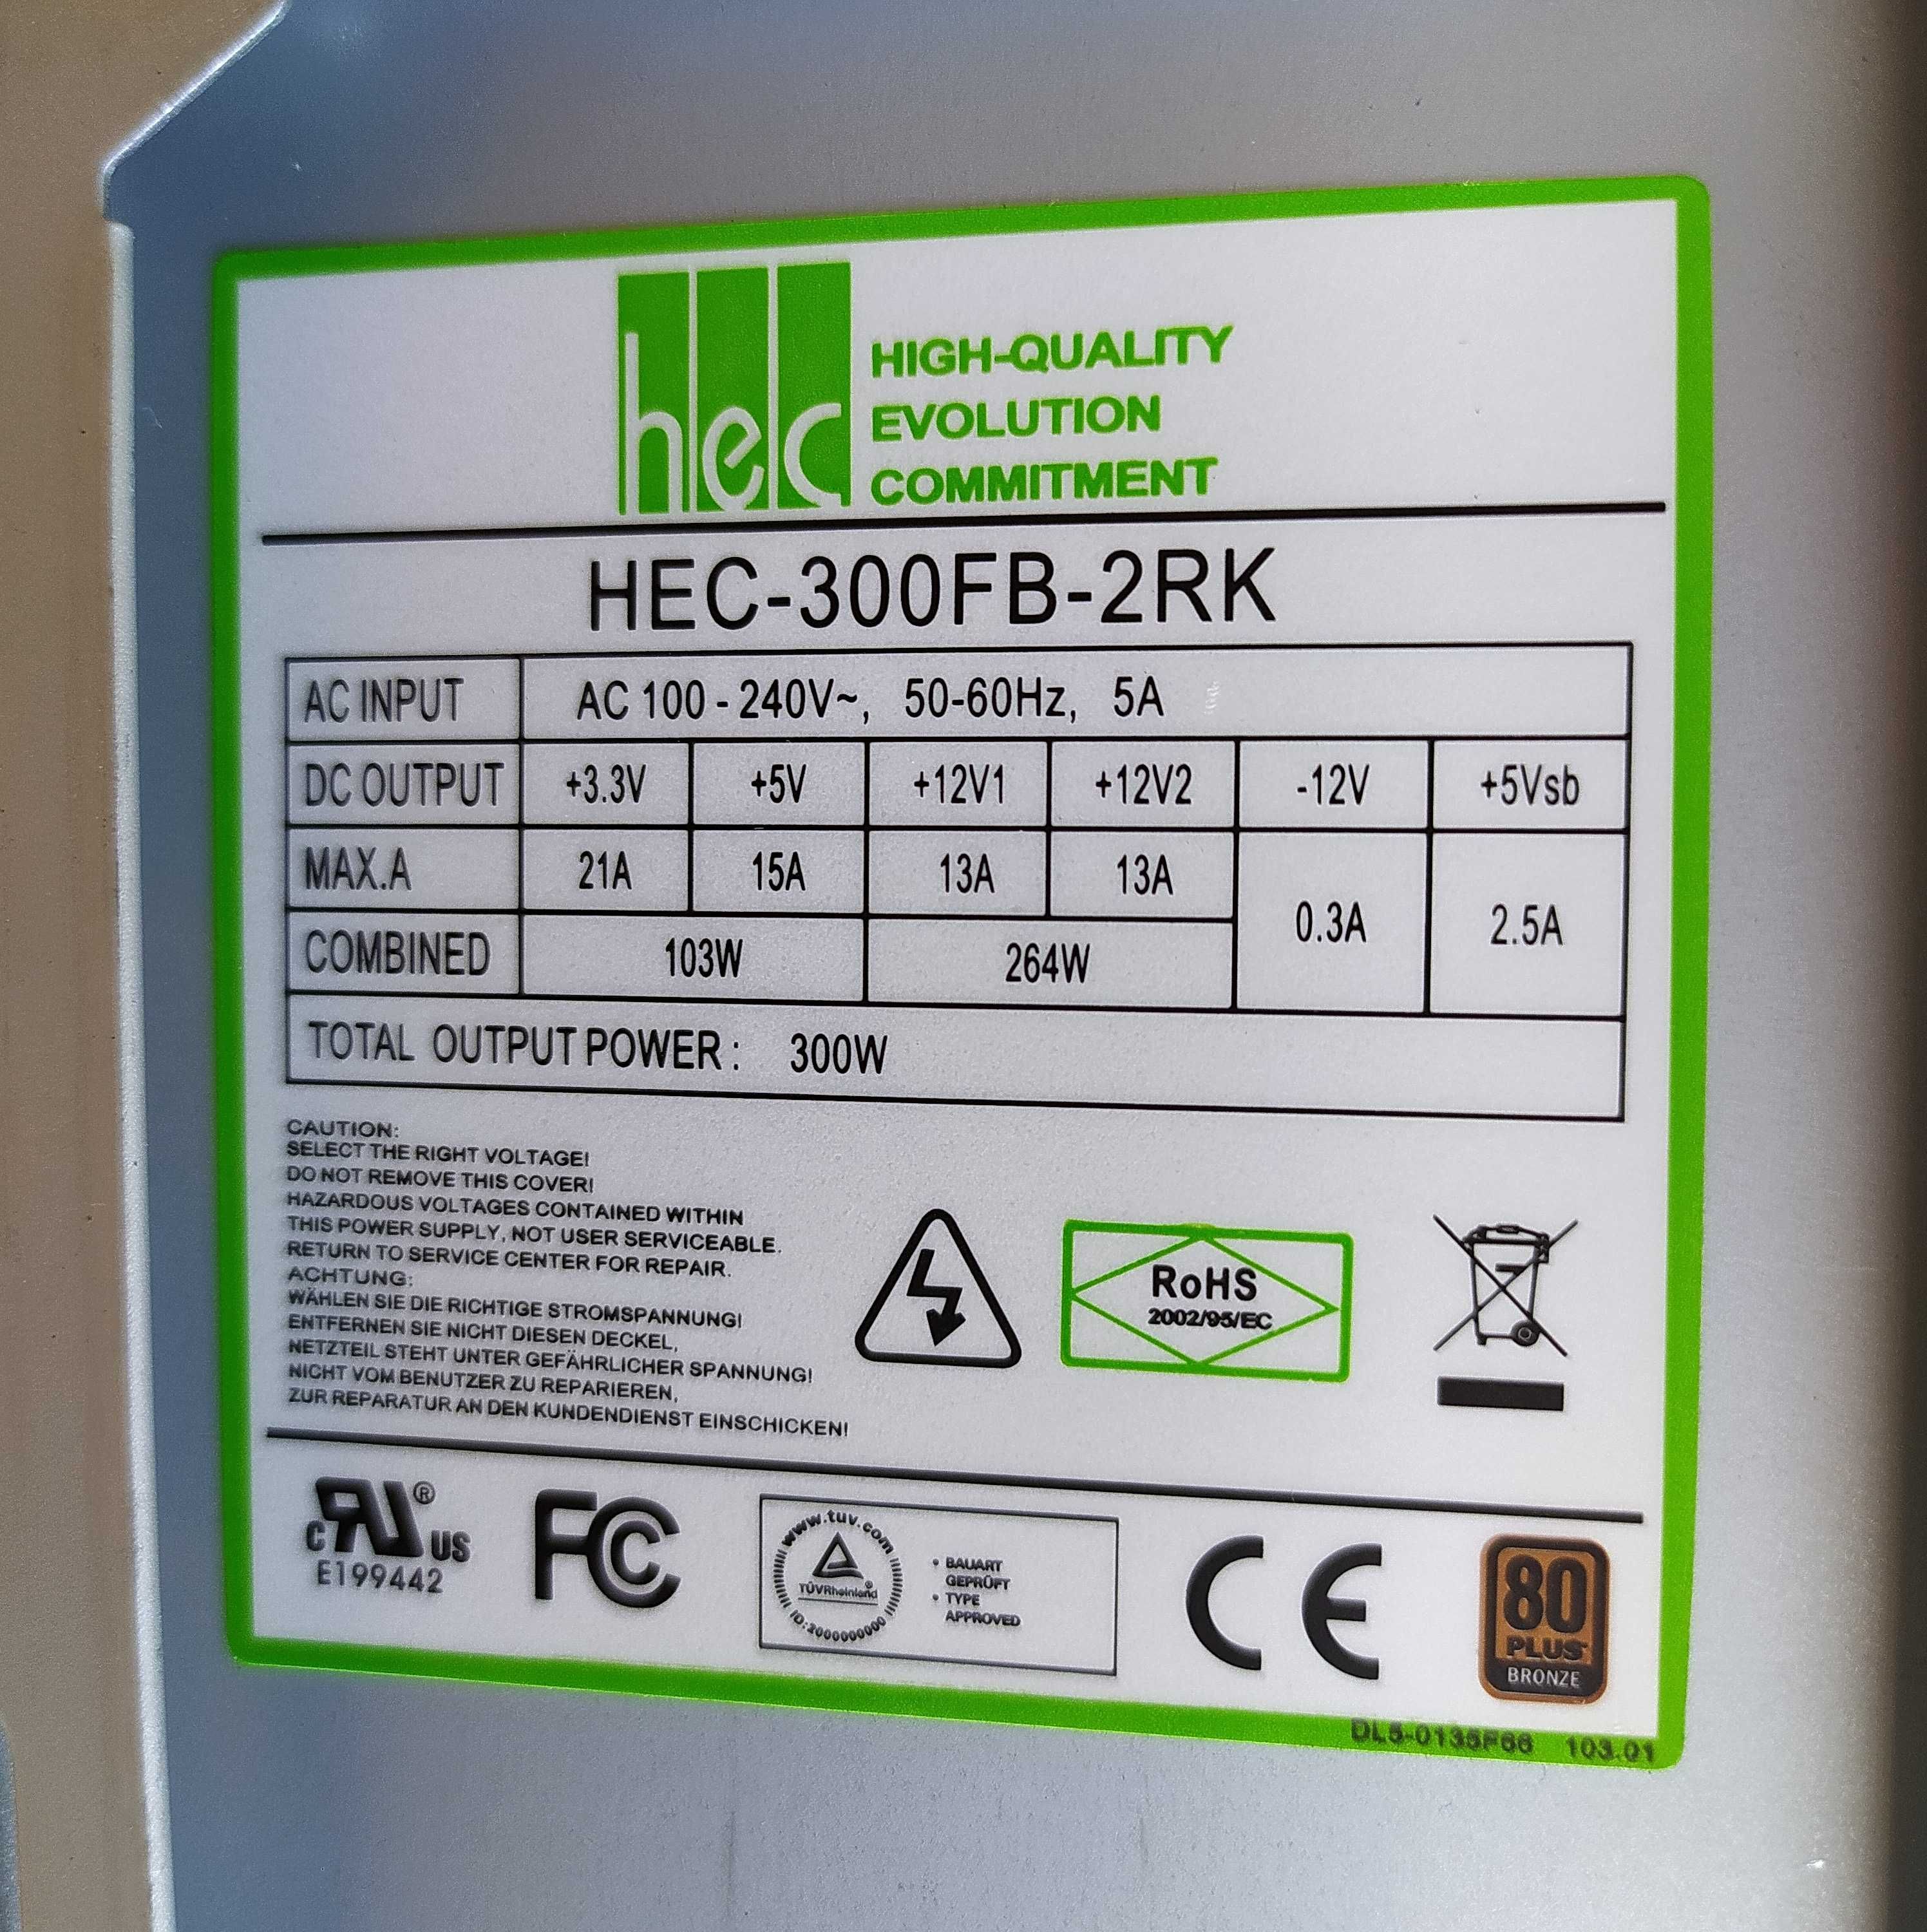 hec
HIGH-QUALITY
EVOLUTION
COMMITMENT
HEC-300FB-2RK
AC INPUT AC 100 - 240V~, 50-60Hz, 5A
DC OUTPUT +3.3V +5V +12V1 +12V2 -12V +5Vsb
MAX.A 21A 15A 13A 13A 0.3A 2.5A
COMBINED 103W 264W
TOTAL OUTPUT POWER: 300W
CAUTION:
SELECT THE RIGHT VOLTAGE!
DO NOT REMOVE THIS COVER!
HAZARDOUS VOLTAGES CONTAINED WITHIN
THIS POWER SUPPLY, NOT USER SERVICEABLE.
RETURN TO SERVICE CENTER FOR REPAIR.
ACHTUNG:
WÄHLEN SIE DIE RICHTIGE STROMSPANNUNG!
ENTFERNEN SIE NICHT DIESEN DECKEL,
NETZTEIL STEHT UNTER GEFÄHRLICHER SPANNUNG!
NICHT VOM BENUTZER ZU REPARIEREN,
ZUR REPARATUR AN DEN KUNDENDIENST EINSCHICKEN!
RoHS
2002/95/EC
C RU ® US
E199442
FC
www.tuv.com
TÜVRheinland®
ID:2000000000
• BAUART
GEPRÜFT
• TYPE
APPROVED
CE
80
PLUS
BRONZE
DL5-0135F66 103.01